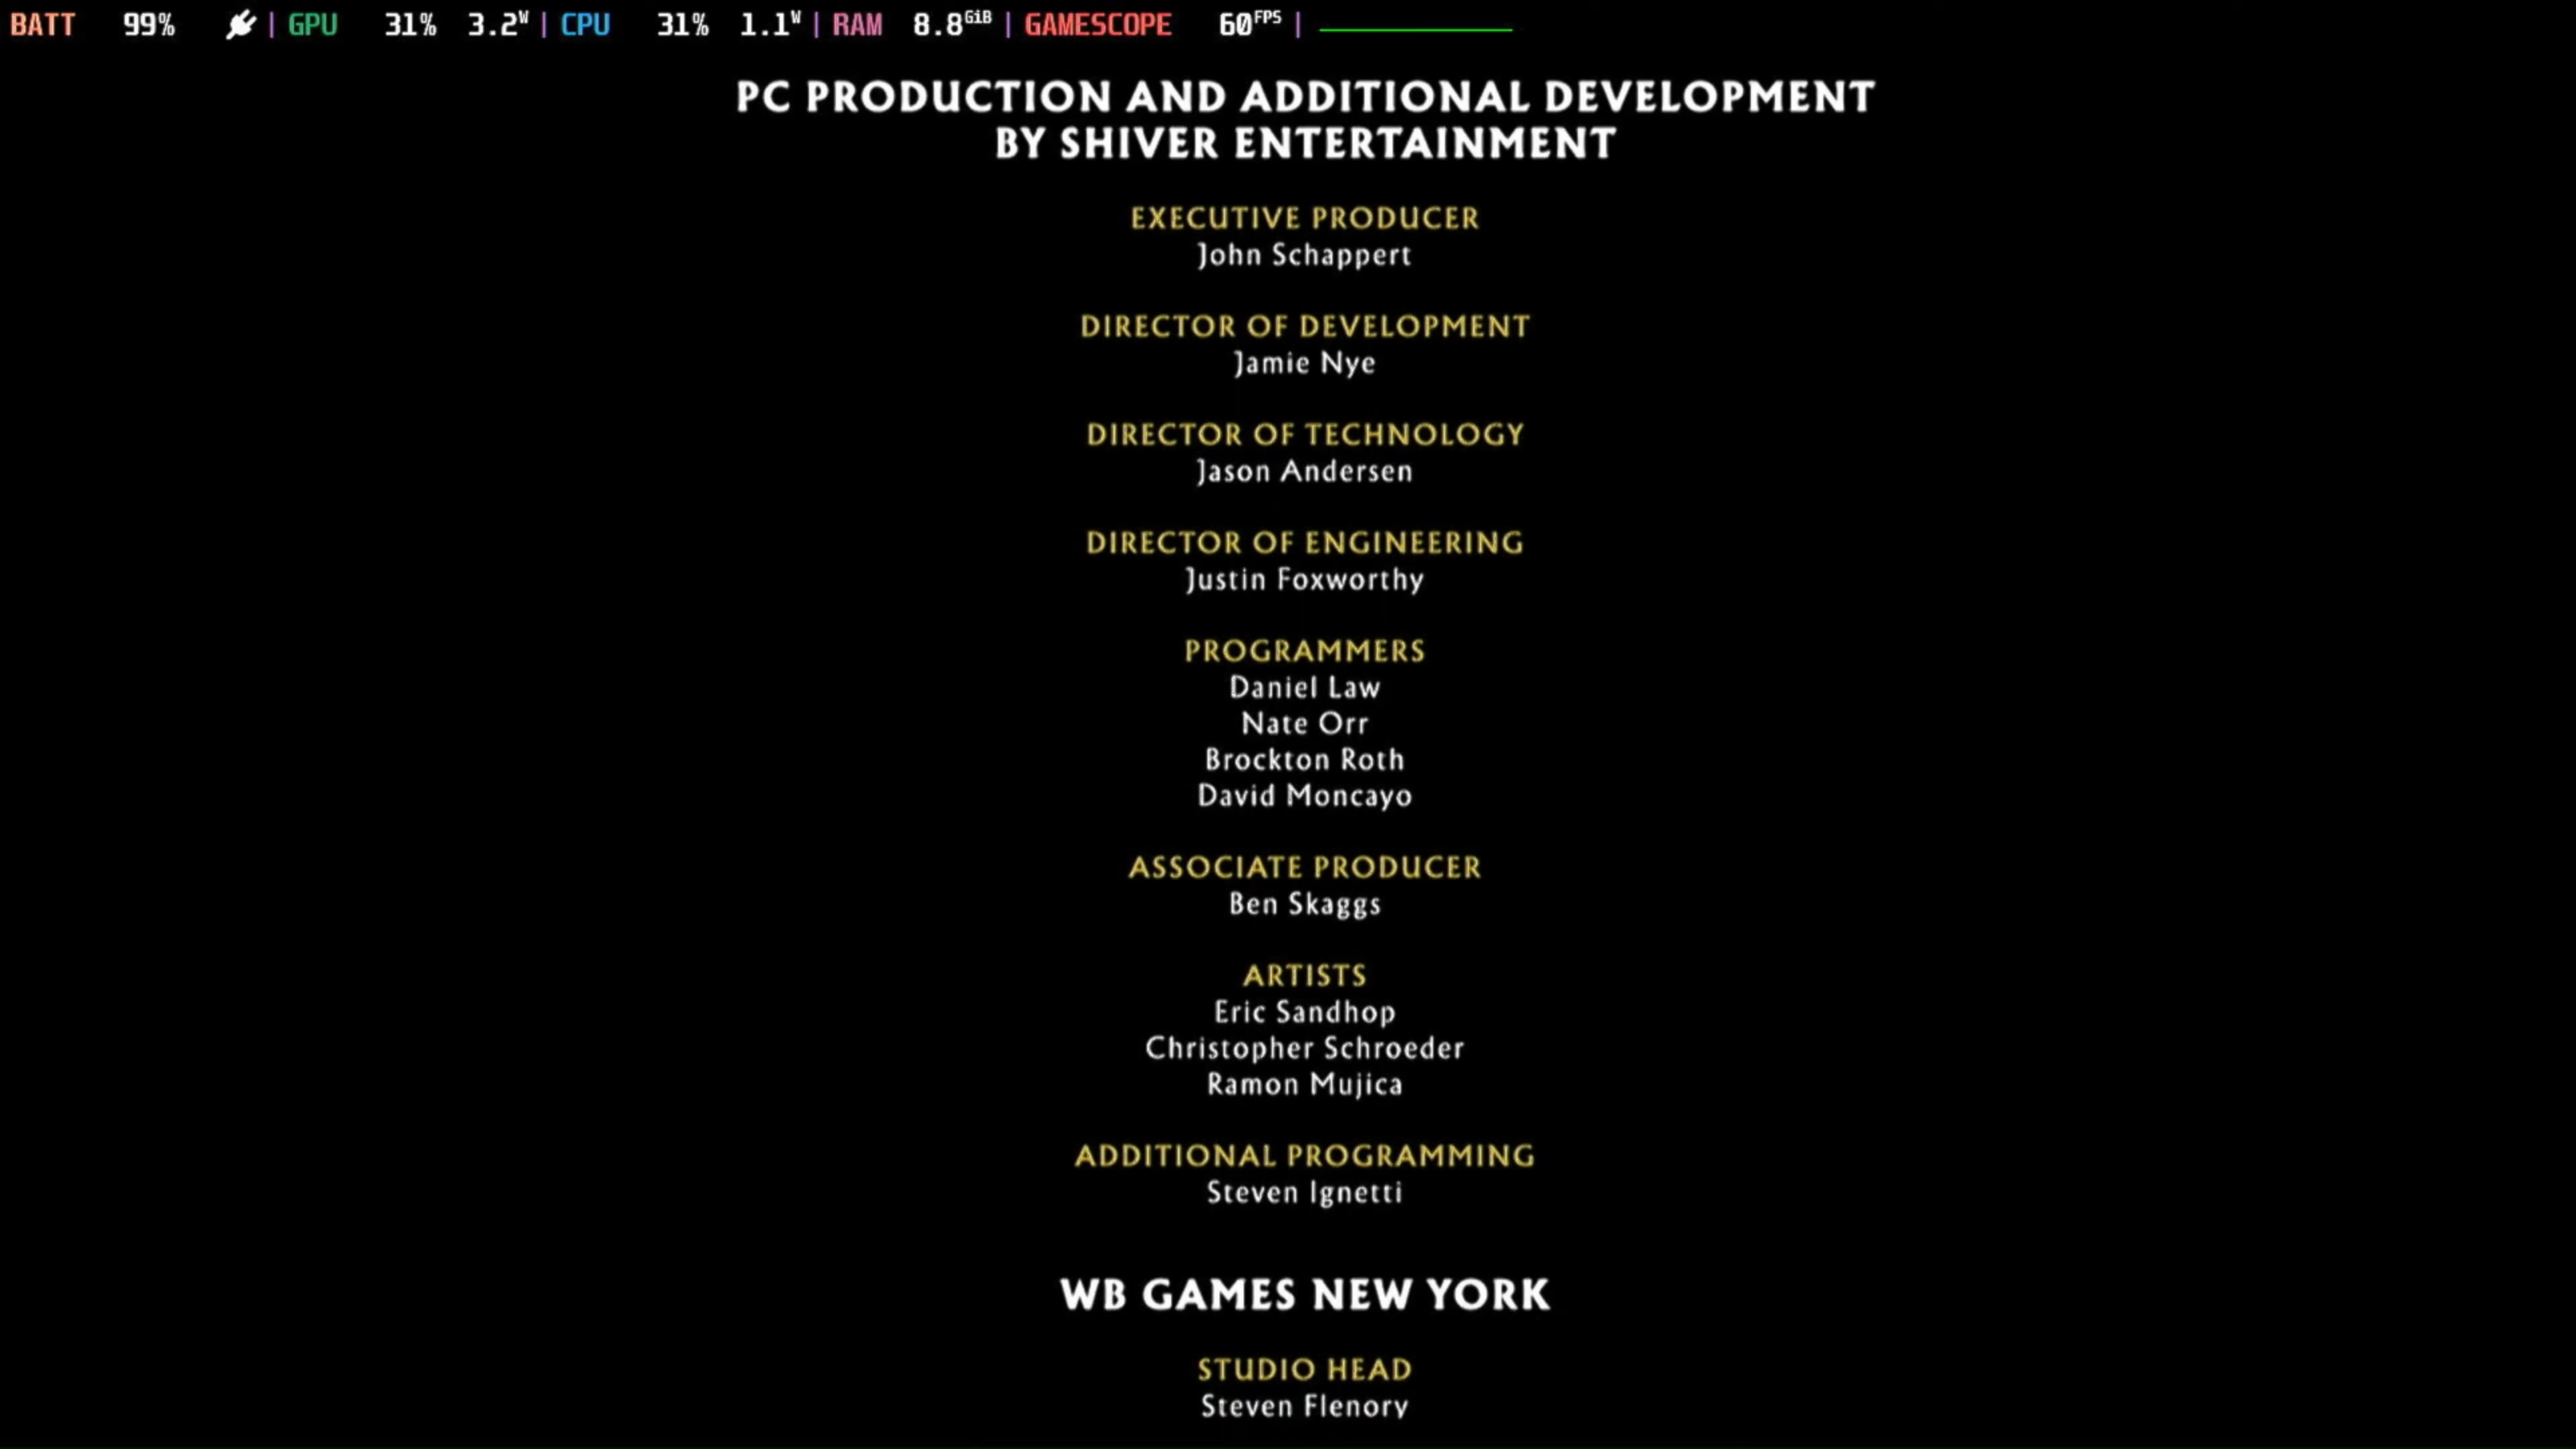 BATT 99% | GPU 31% 3.2W | CPU 31% 1.1W | RAM 8.8GiB | GAMESCOPE 60FPS |
PC PRODUCTION AND ADDITIONAL DEVELOPMENT
BY SHIVER ENTERTAINMENT
EXECUTIVE PRODUCER
John Schappert
DIRECTOR OF DEVELOPMENT
Jamie Nye
DIRECTOR OF TECHNOLOGY
Jason Andersen
DIRECTOR OF ENGINEERING
Justin Foxworthy
PROGRAMMERS
Daniel Law
Nate Orr
Brockton Roth
David Moncayo
ASSOCIATE PRODUCER
Ben Skaggs
ARTISTS
Eric Sandhop
Christopher Schroeder
Ramon Mujica
ADDITIONAL PROGRAMMING
Steven Ignetti
WB GAMES NEW YORK
STUDIO HEAD
Steven Flenory